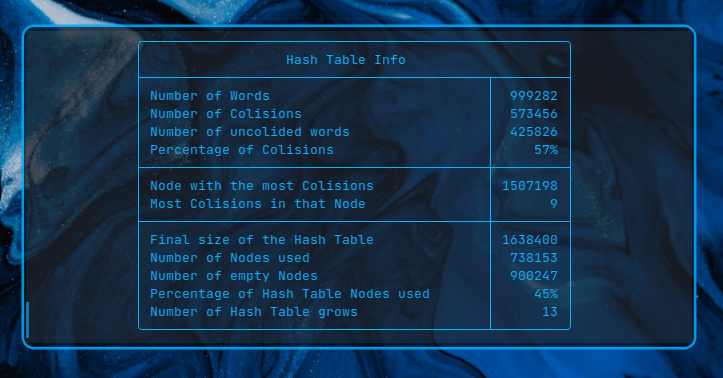 Hash Table Info
Number of Words 999282
Number of Colisions 573456
Number of uncolided words 425826
Percentage of Colisions 57%
Node with the most Colisions 1507198
Most Colisions in that Node 9
Final size of the Hash Table 1638400
Number of Nodes used 738153
Number of empty Nodes 900247
Percentage of Hash Table Nodes used 45%
Number of Hash Table grows 13